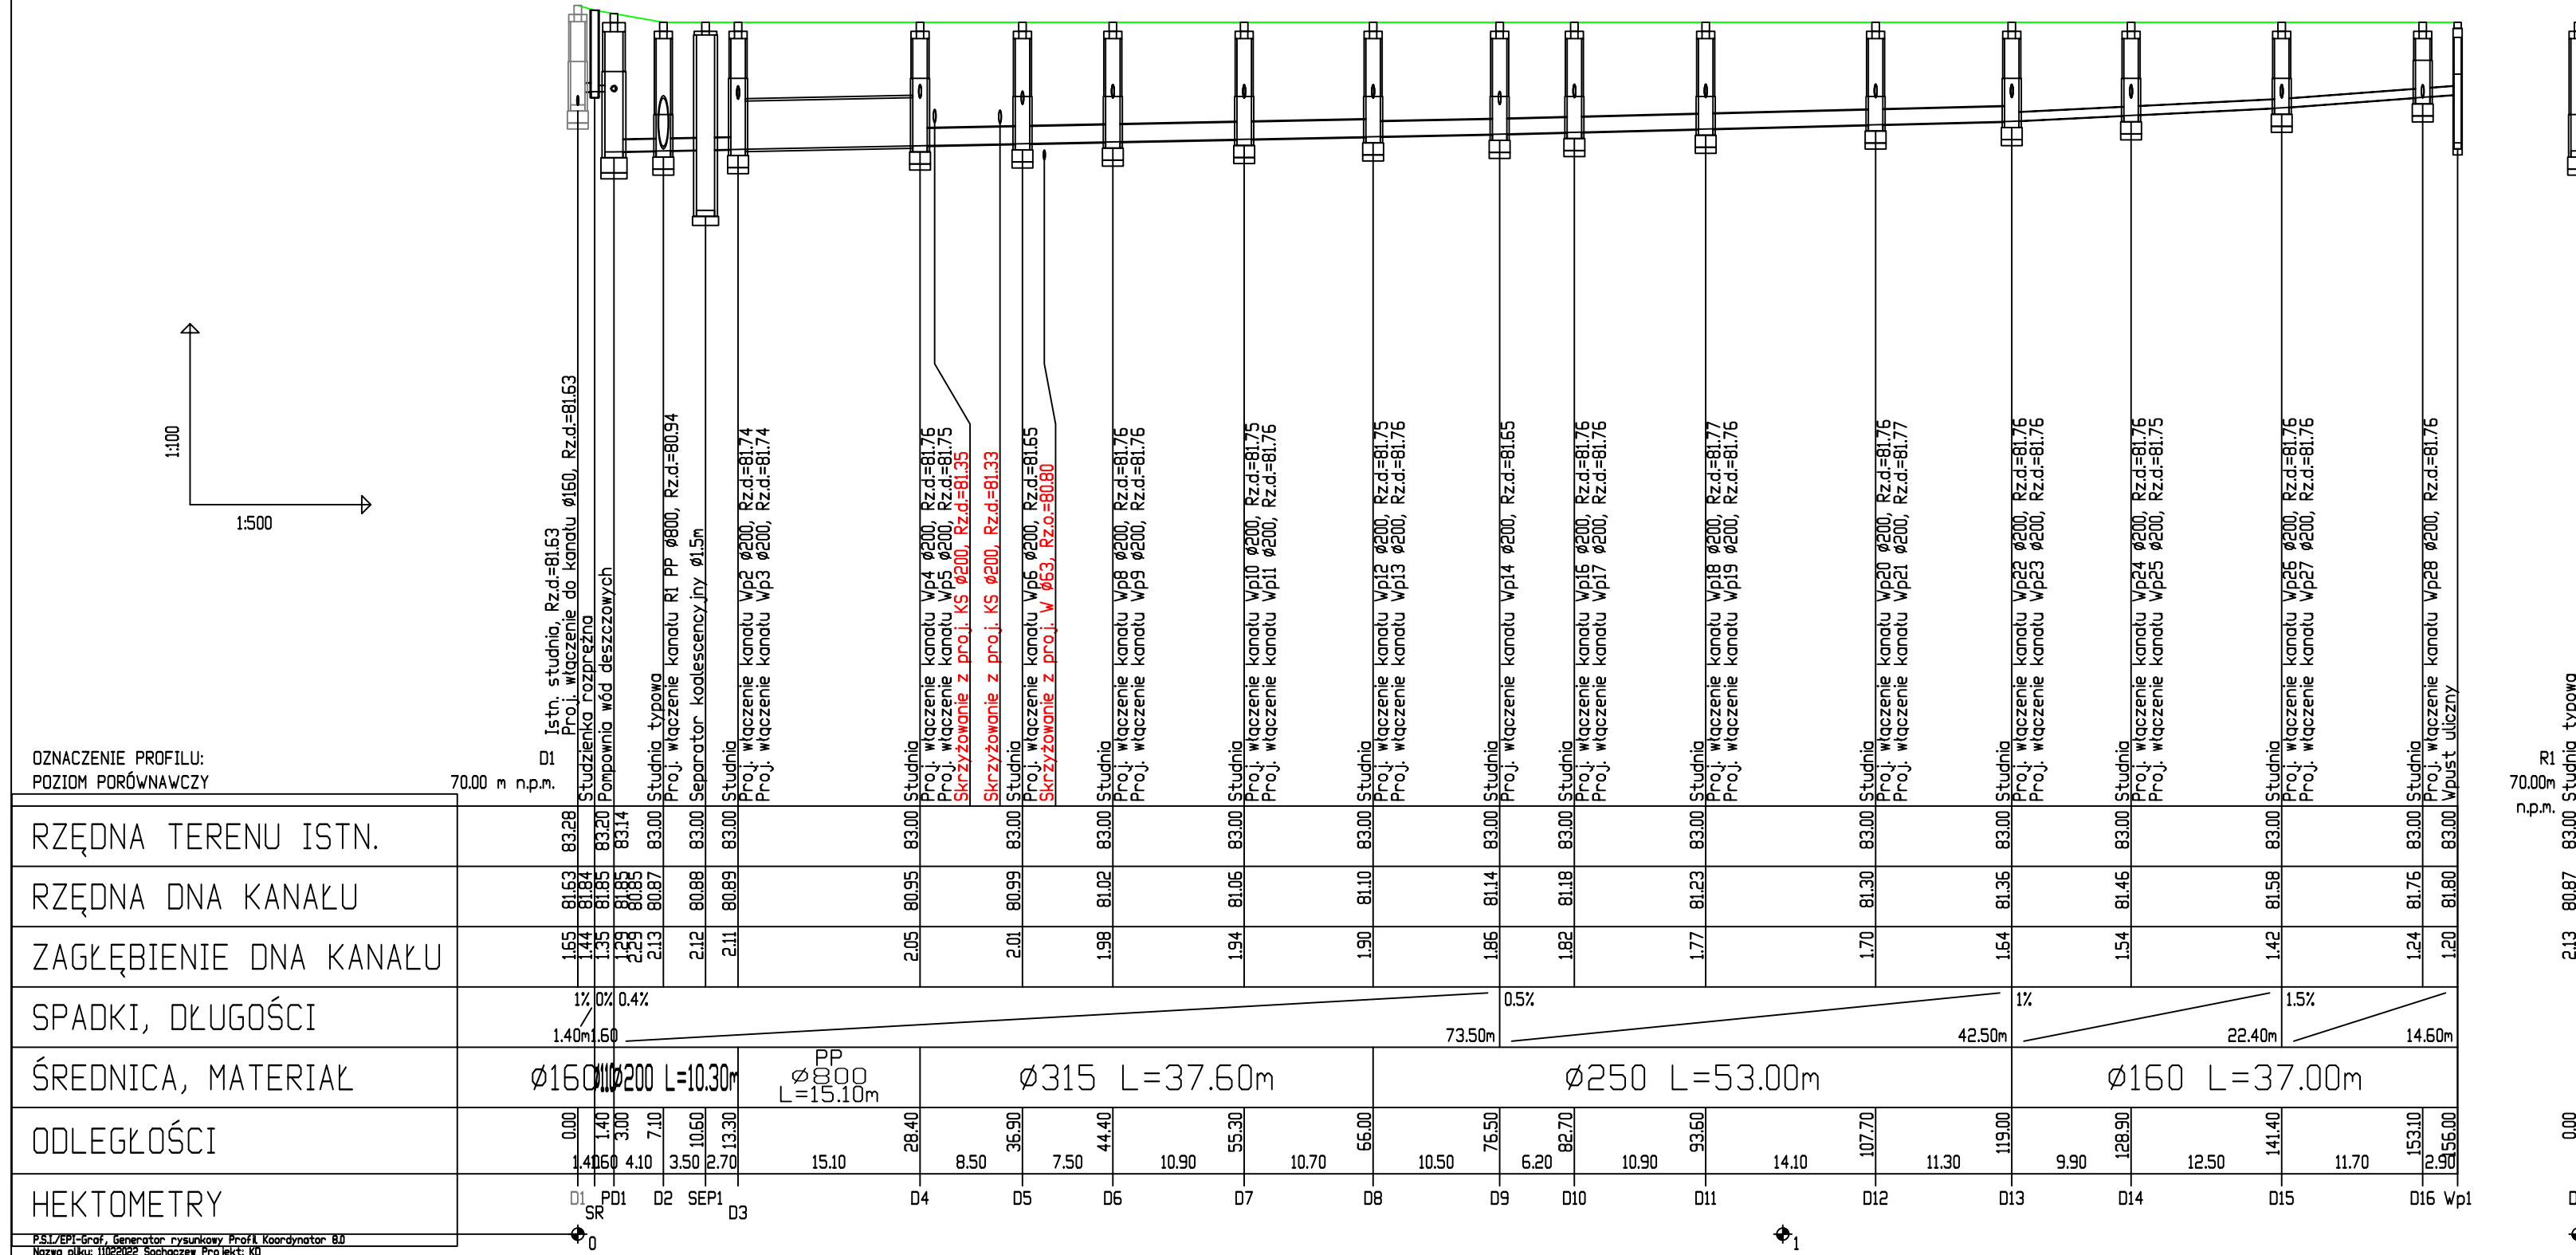 1:100
1:500
Istn. studnia, Rz.d.=81.63
Proj. włączenie do kanału ø160, Rz.d.=81.63
Studzienka rozprężna
Pompownia wód deszczowych
Studnia typowa
Proj. włączenie kanału R1 PP ø800, Rz.d.=80.94
Separator koalescencyjny ø1.5m
Studnia
Proj. włączenie kanału Wp2 ø200, Rz.d.=81.74
Proj. włączenie kanału Wp3 ø200, Rz.d.=81.74
Studnia
Proj. włączenie kanału Wp4 ø200, Rz.d.=81.76
Proj. włączenie kanału Wp5 ø200, Rz.d.=81.75
Skrzyżowanie z proj. KS ø200, Rz.d.=81.35
Skrzyżowanie z proj. KS ø200, Rz.d.=81.33
Studnia
Proj. włączenie kanału Wp6 ø200, Rz.d.=81.65
Skrzyżowanie z proj. W ø63, Rz.o.=80.80
Studnia
Proj. włączenie kanału Wp8 ø200, Rz.d.=81.76
Proj. włączenie kanału Wp9 ø200, Rz.d.=81.76
Studnia
Proj. włączenie kanału Wp10 ø200, Rz.d.=81.75
Proj. włączenie kanału Wp11 ø200, Rz.d.=81.76
Studnia
Proj. włączenie kanału Wp12 ø200, Rz.d.=81.75
Proj. włączenie kanału Wp13 ø200, Rz.d.=81.76
Studnia
Proj. włączenie kanału Wp14 ø200, Rz.d.=81.65
Studnia
Proj. włączenie kanału Wp16 ø200, Rz.d.=81.76
Proj. włączenie kanału Wp17 ø200, Rz.d.=81.76
Studnia
Proj. włączenie kanału Wp18 ø200, Rz.d.=81.77
Proj. włączenie kanału Wp19 ø200, Rz.d.=81.76
Studnia
Proj. włączenie kanału Wp20 ø200, Rz.d.=81.76
Proj. włączenie kanału Wp21 ø200, Rz.d.=81.77
Studnia
Proj. włączenie kanału Wp22 ø200, Rz.d.=81.76
Proj. włączenie kanału Wp23 ø200, Rz.d.=81.76
Studnia
Proj. włączenie kanału Wp24 ø200, Rz.d.=81.76
Proj. włączenie kanału Wp25 ø200, Rz.d.=81.75
Studnia
Proj. włączenie kanału Wp26 ø200, Rz.d.=81.76
Proj. włączenie kanału Wp27 ø200, Rz.d.=81.76
Studnia
Proj. włączenie kanału Wp28 ø200, Rz.d.=81.76
Wpust uliczny
Studnia typowa
OZNACZENIE PROFILU: D1 R1
POZIOM PORÓWNAWCZY 70.00 m n.p.m. 70.00m
n.p.m.
RZĘDNA TERENU ISTN. 83.28 83.20 83.14 83.00 83.00 83.00 83.00 83.00 83.00 83.00 83.00 83.00 83.00 83.00 83.00 83.00 83.00 83.00 83.00 83.00 83.00
RZĘDNA DNA KANAŁU 81.63 81.84 81.85 81.85 80.85 80.87 80.88 80.89 80.95 80.99 81.02 81.06 81.10 81.14 81.18 81.23 81.30 81.36 81.46 81.58 81.76 81.80 80.87
ZAGŁĘBIENIE DNA KANAŁU 1.65 1.44 1.35 1.29 2.29 2.13 2.12 2.11 2.05 2.01 1.98 1.94 1.90 1.86 1.82 1.77 1.70 1.64 1.54 1.42 1.24 1.20 2.13
SPADKI, DŁUGOŚCI 1% 0% 0.4% 0.5% 1% 1.5%
1.40m 1.60 73.50m 42.50m 22.40m 14.60m
ŚREDNICA, MATERIAŁ ø160 ø110 ø200 L=10.30m PP ø800 L=15.10m ø315 L=37.60m ø250 L=53.00m ø160 L=37.00m
ODLEGŁOŚCI 0.00 1.40 3.00 7.10 10.60 13.30 28.40 36.90 44.40 55.30 66.00 76.50 82.70 93.60 107.70 119.00 128.90 141.40 153.10 156.00 0.00
1.40 1.60 4.10 3.50 2.70 15.10 8.50 7.50 10.90 10.70 10.50 6.20 10.90 14.10 11.30 9.90 12.50 11.70 2.90
HEKTOMETRY D1 SR PD1 D2 SEP1 D3 D4 D5 D6 D7 D8 D9 D10 D11 D12 D13 D14 D15 D16 Wp1
0 1
P.S.I./EPI-Graf, Generator rysunkowy Profil Koordynator 8.0
Nazwa pliku: 11022022 Sochaczew Projekt: KD